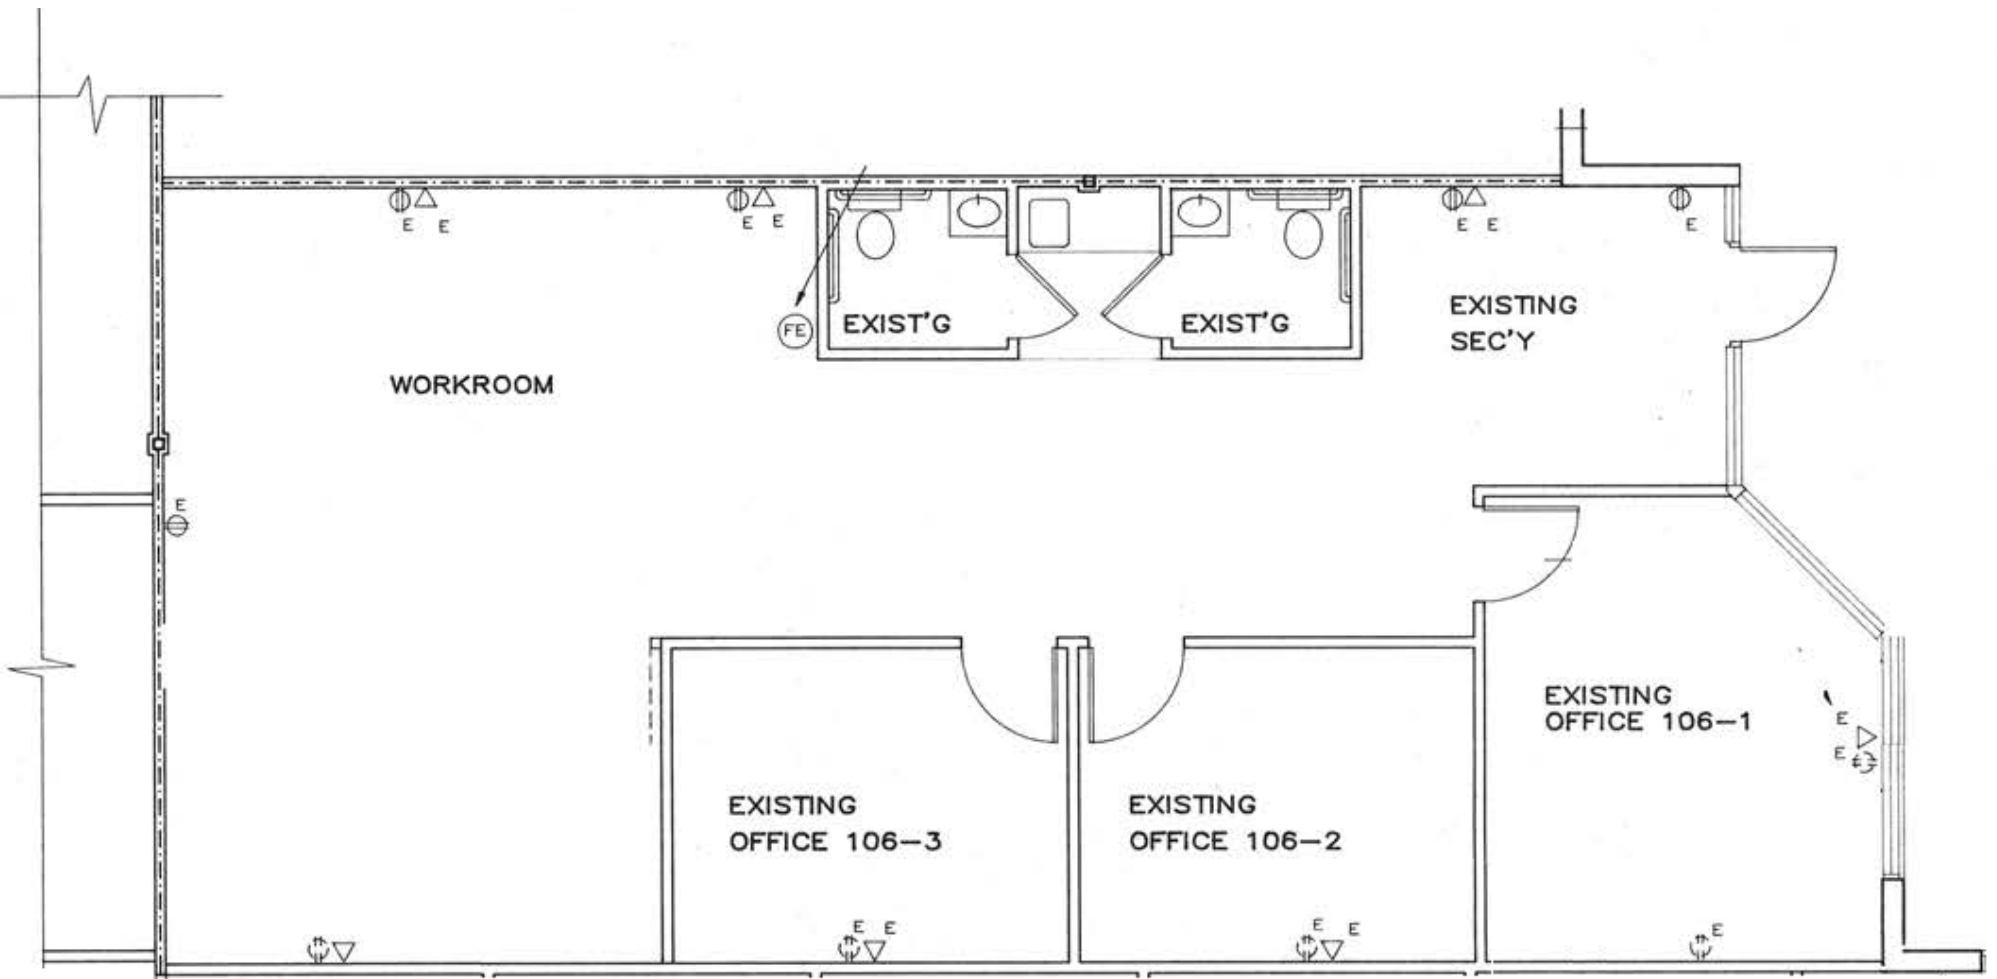 E E
E E
E E
E
EXISTING
SEC'Y
FE
EXIST'G
EXIST'G
WORKROOM
E
EXISTING
OFFICE 106-1
E
E
EXISTING
OFFICE 106-3
EXISTING
OFFICE 106-2
E E
E E
E